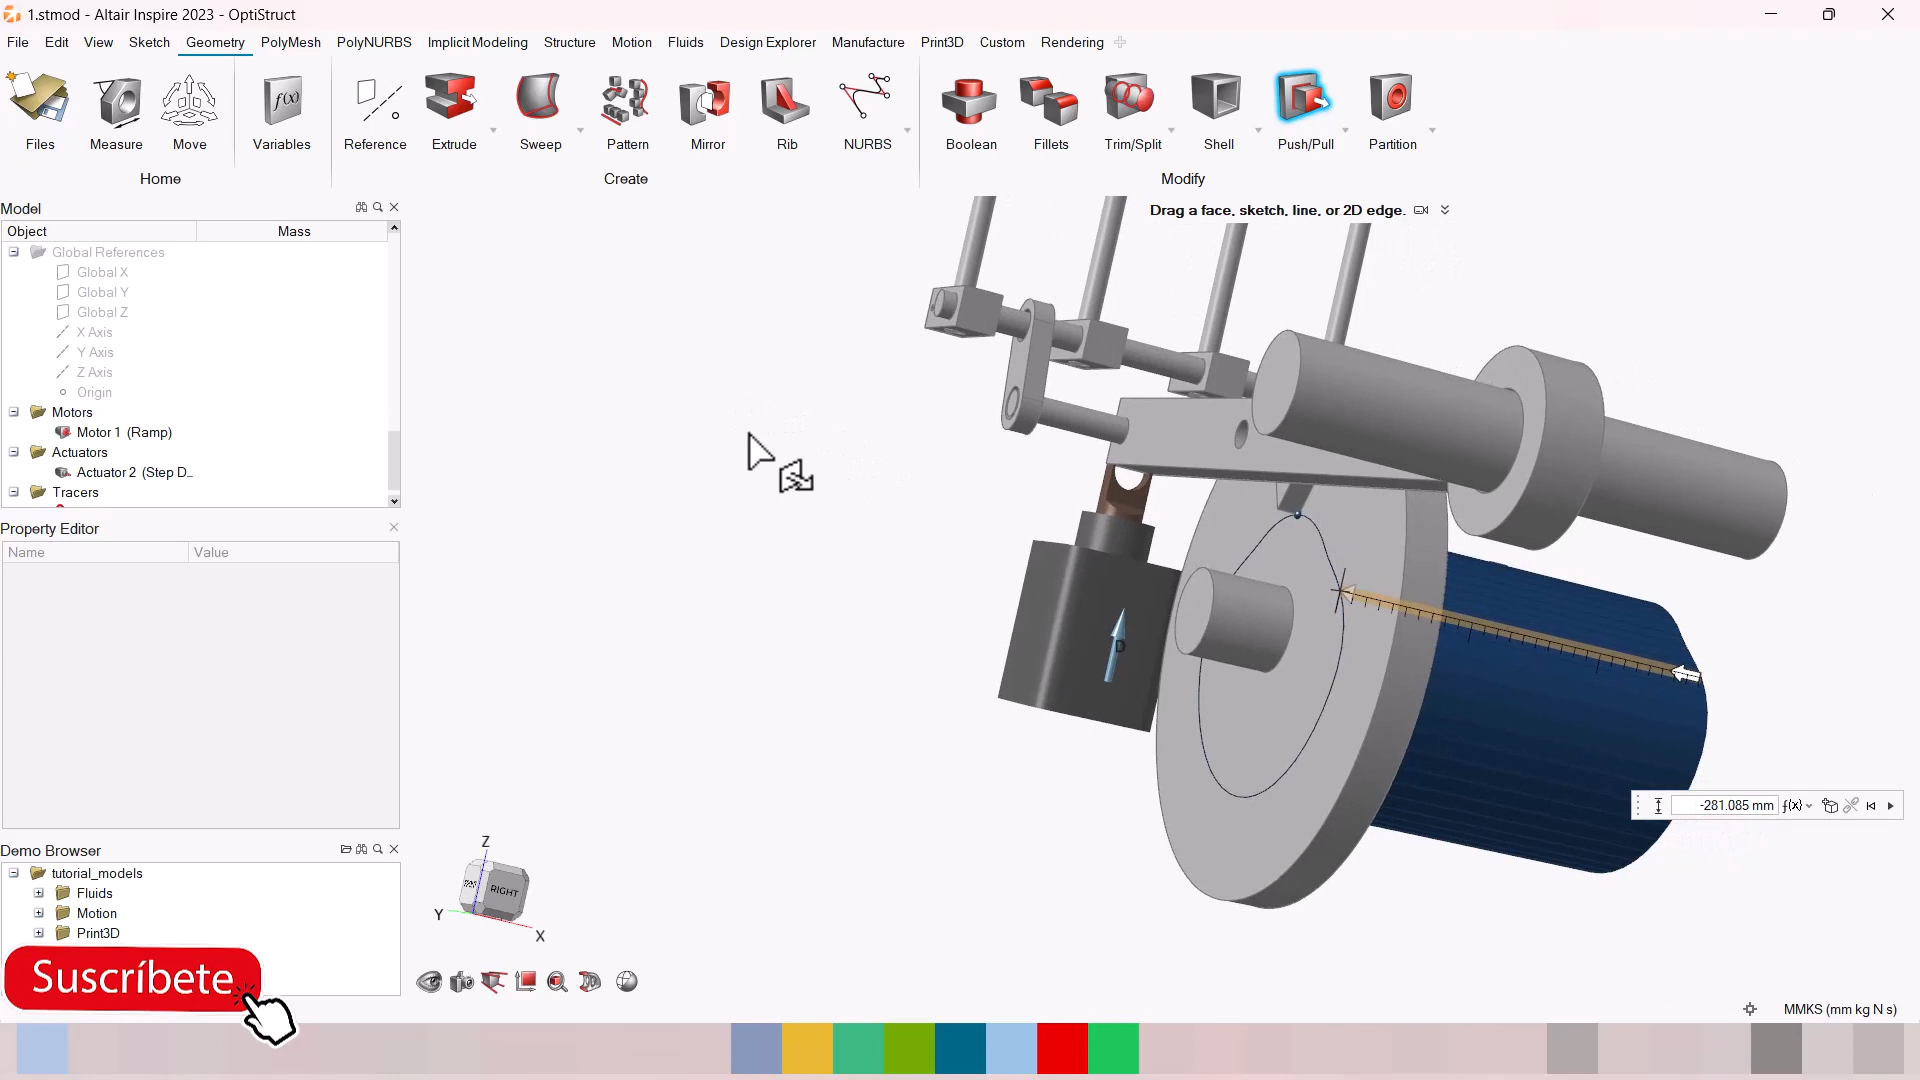 1.stmod - Altair Inspire 2023 - OptiStruct
File Edit View Sketch Geometry PolyMesh PolyNURBS Implicit Modeling Structure Motion Fluids Design Explorer Manufacture Print3D Custom Rendering
f(x)
Files Measure Move Variables Reference Extrude Sweep Pattern Mirror Rib NURBS Boolean Fillets Trim/Split Shell Push/Pull Partition
Home Create Modify
Model
Drag a face, sketch, line, or 2D edge.
Object Mass
Global References
Global X
Global Y
Global Z
X Axis
Y Axis
Z Axis
Origin
Motors
Motor 1 (Ramp)
Actuators
Actuator 2 (Step D...
Tracers
Property Editor
Name Value
-281.085 mm f(x)
Demo Browser
tutorial_models
Fluids
Motion
Print3D
Z
RIGHT
Y
X
Suscríbete
MMKS (mm kg N s)